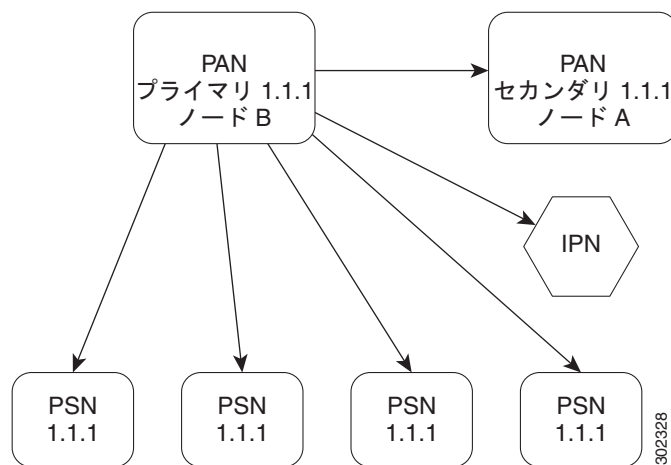 PAN
プライマリ 1.1.1
ノード B
PAN
セカンダリ 1.1.1
ノード A
IPN
PSN
1.1.1
PSN
1.1.1
PSN
1.1.1
PSN
1.1.1
302328